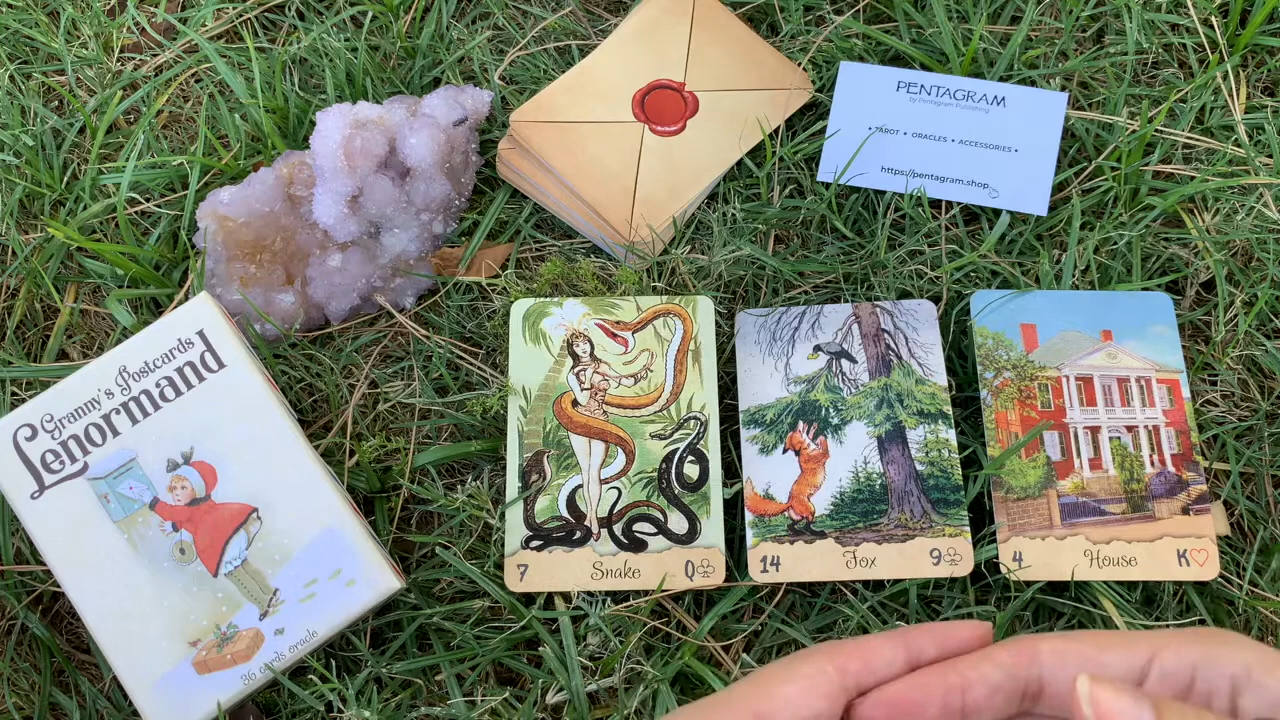 PENTAGRAM
by Pentagram Publishing
• TAROT • ORACLES • ACCESSORIES •
https://pentagram.shop
Granny's Postcards
Lenormand
36 cards oracle
7 Snake Q♧
14 Fox 9♧
4 House K♡